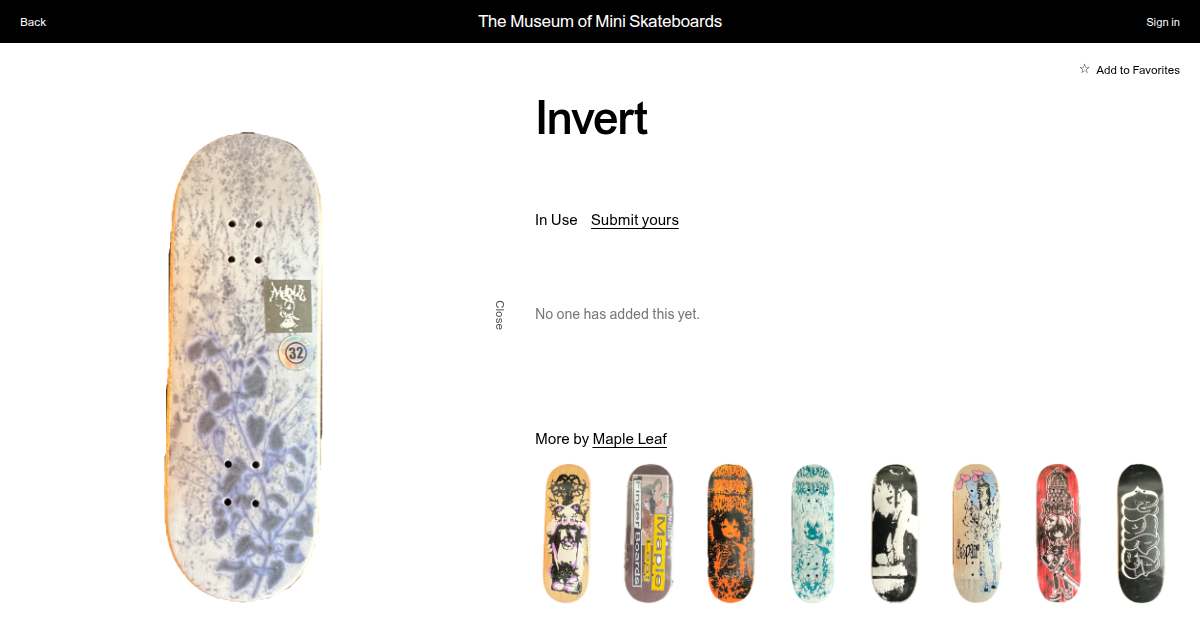 Back
The Museum of Mini Skateboards
Sign in
☆ Add to Favorites
Invert
In Use Submit yours
32
Close
No one has added this yet.
More by Maple Leaf
Finger Boards
Maple